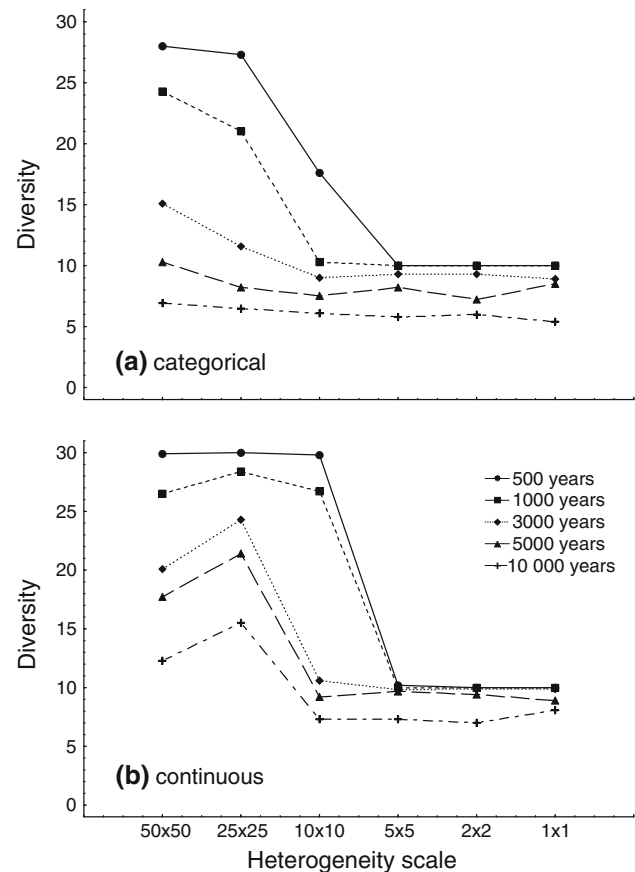 30
25
20
15
10
5
0
Diversity
(a) categorical
30
25
20
15
10
5
0
Diversity
500 years
1000 years
3000 years
5000 years
10 000 years
(b) continuous
50x50 25x25 10x10 5x5 2x2 1x1
Heterogeneity scale